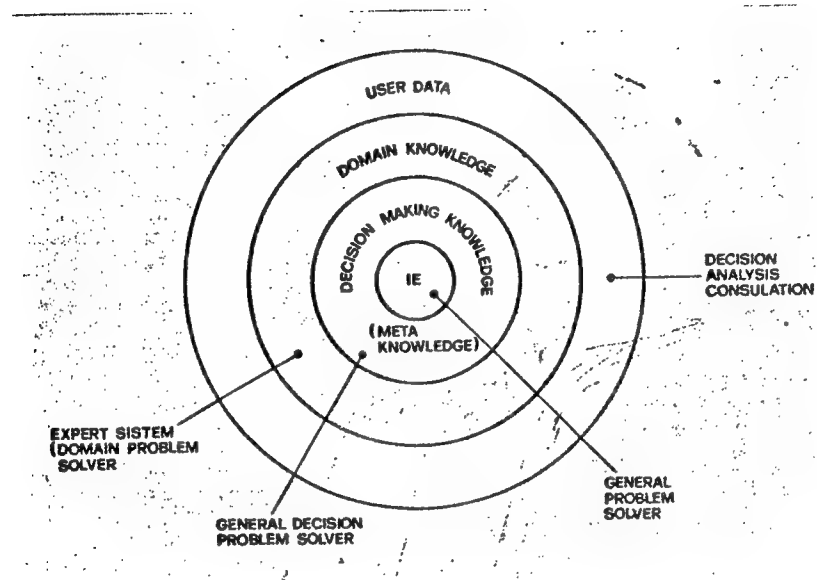 USER DATA
DOMAIN KNOWLEDGE
DECISION MAKING KNOWLEDGE
IE
(META
KNOWLEDGE)
DECISION
ANALYSIS
CONSULATION
EXPERT SISTEM
(DOMAIN PROBLEM
SOLVER
GENERAL DECISION
PROBLEM SOLVER
GENERAL
PROBLEM
SOLVER